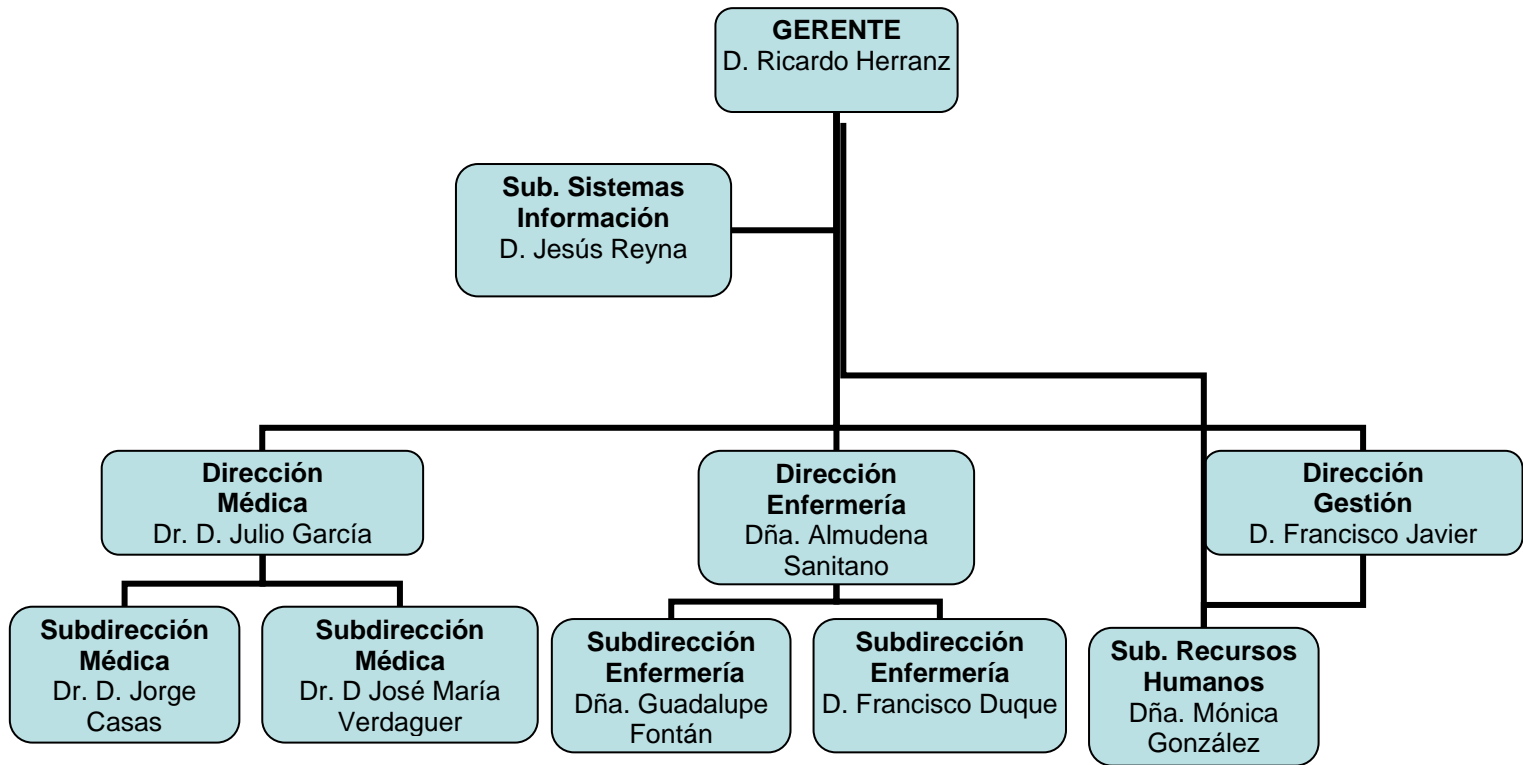 GERENTE
D. Ricardo Herranz
Sub. Sistemas
Información
D. Jesús Reyna
Dirección
Médica
Dr. D. Julio García
Dirección
Enfermería
Dña. Almudena
Sanitano
Dirección
Gestión
D. Francisco Javier
Subdirección
Médica
Dr. D. Jorge
Casas
Subdirección
Médica
Dr. D José María
Verdaguer
Subdirección
Enfermería
Dña. Guadalupe
Fontán
Subdirección
Enfermería
D. Francisco Duque
Sub. Recursos
Humanos
Dña. Mónica
González